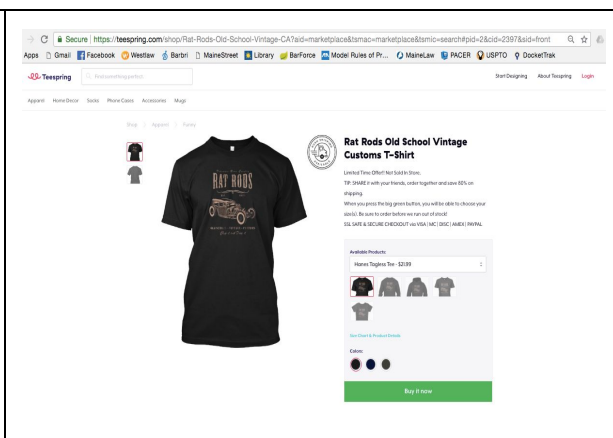 Secure | https://teespring.com/shop/Rat-Rods-Old-School-Vintage-CA?aid=marketplace&tsmac=marketplace&tsmic=search#pid=2&cid=2397&sid=front
Apps Gmail Facebook Westlaw Barbri MaineStreet Library BarForce Model Rules of Pr... MaineLaw PACER USPTO DocketTrak
Teespring Find something perfect Start Designing About Teespring Login
Apparel Home Decor Socks Phone Cases Accessories Mugs
Shop / Apparel / Funny
RAT RODS
Rat Rods Old School Vintage
Customs T-Shirt
Limited Time Offer!! Not Sold In Store.
TIP: SHARE it with your friends, order together and save 80% on
shipping.
When you press the big green button, you will be able to choose your
size(s). Be sure to order before we run out of stock!
SSL SAFE & SECURE CHECKOUT via VISA | MC | DISC | AMEX | PAYPAL
Available Products:
Hanes Tagless Tee - $21.99
Size Chart & Product Details
Colors:
Buy it now